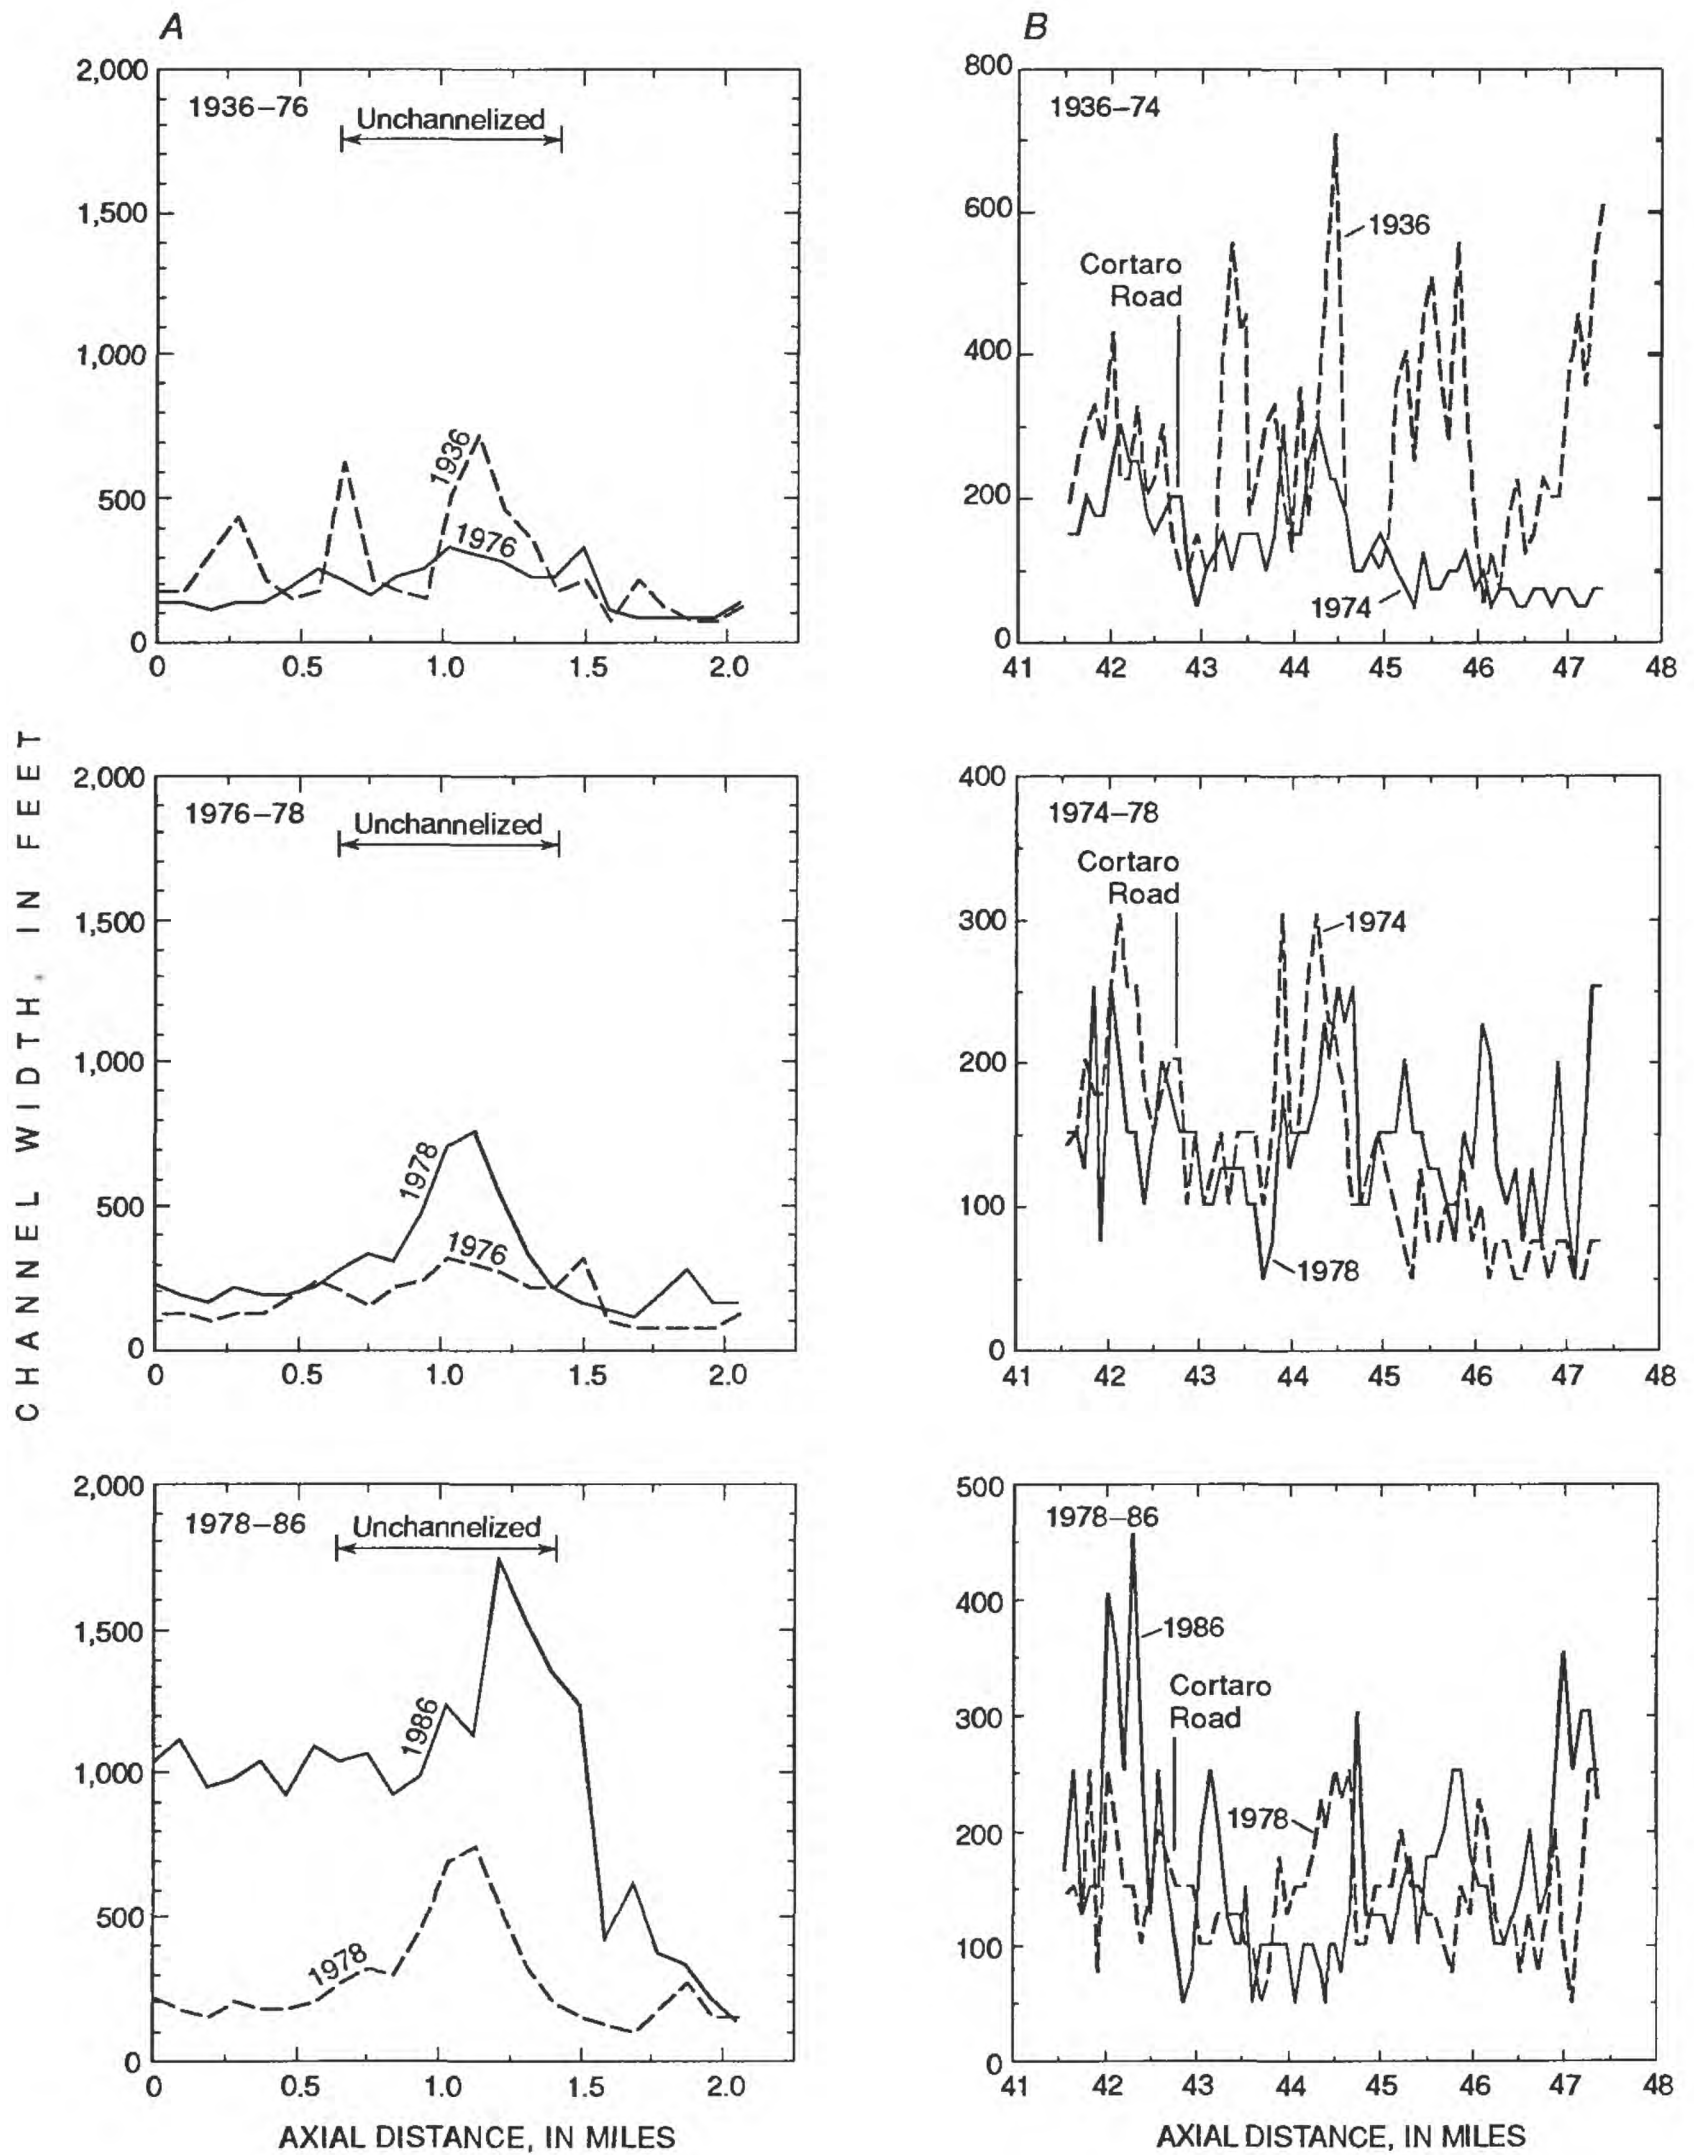 A
2,000
1936–76
Unchannelized
1,500
1,000
1936
500
1976
0
0 0.5 1.0 1.5 2.0
B
800
1936–74
600
1936
Cortaro
Road
400
200
1974
0
41 42 43 44 45 46 47 48
CHANNEL WIDTH, IN FEET
2,000
1976–78
Unchannelized
1,500
1,000
1978
500
1976
0
0 0.5 1.0 1.5 2.0
400
1974–78
Cortaro
Road
300
1974
200
100
1978
0
41 42 43 44 45 46 47 48
2,000
1978–86
Unchannelized
1,500
1986
1,000
500
1978
0
0 0.5 1.0 1.5 2.0
AXIAL DISTANCE, IN MILES
500
1978–86
400
1986
Cortaro
Road
300
1978
200
100
0
41 42 43 44 45 46 47 48
AXIAL DISTANCE, IN MILES